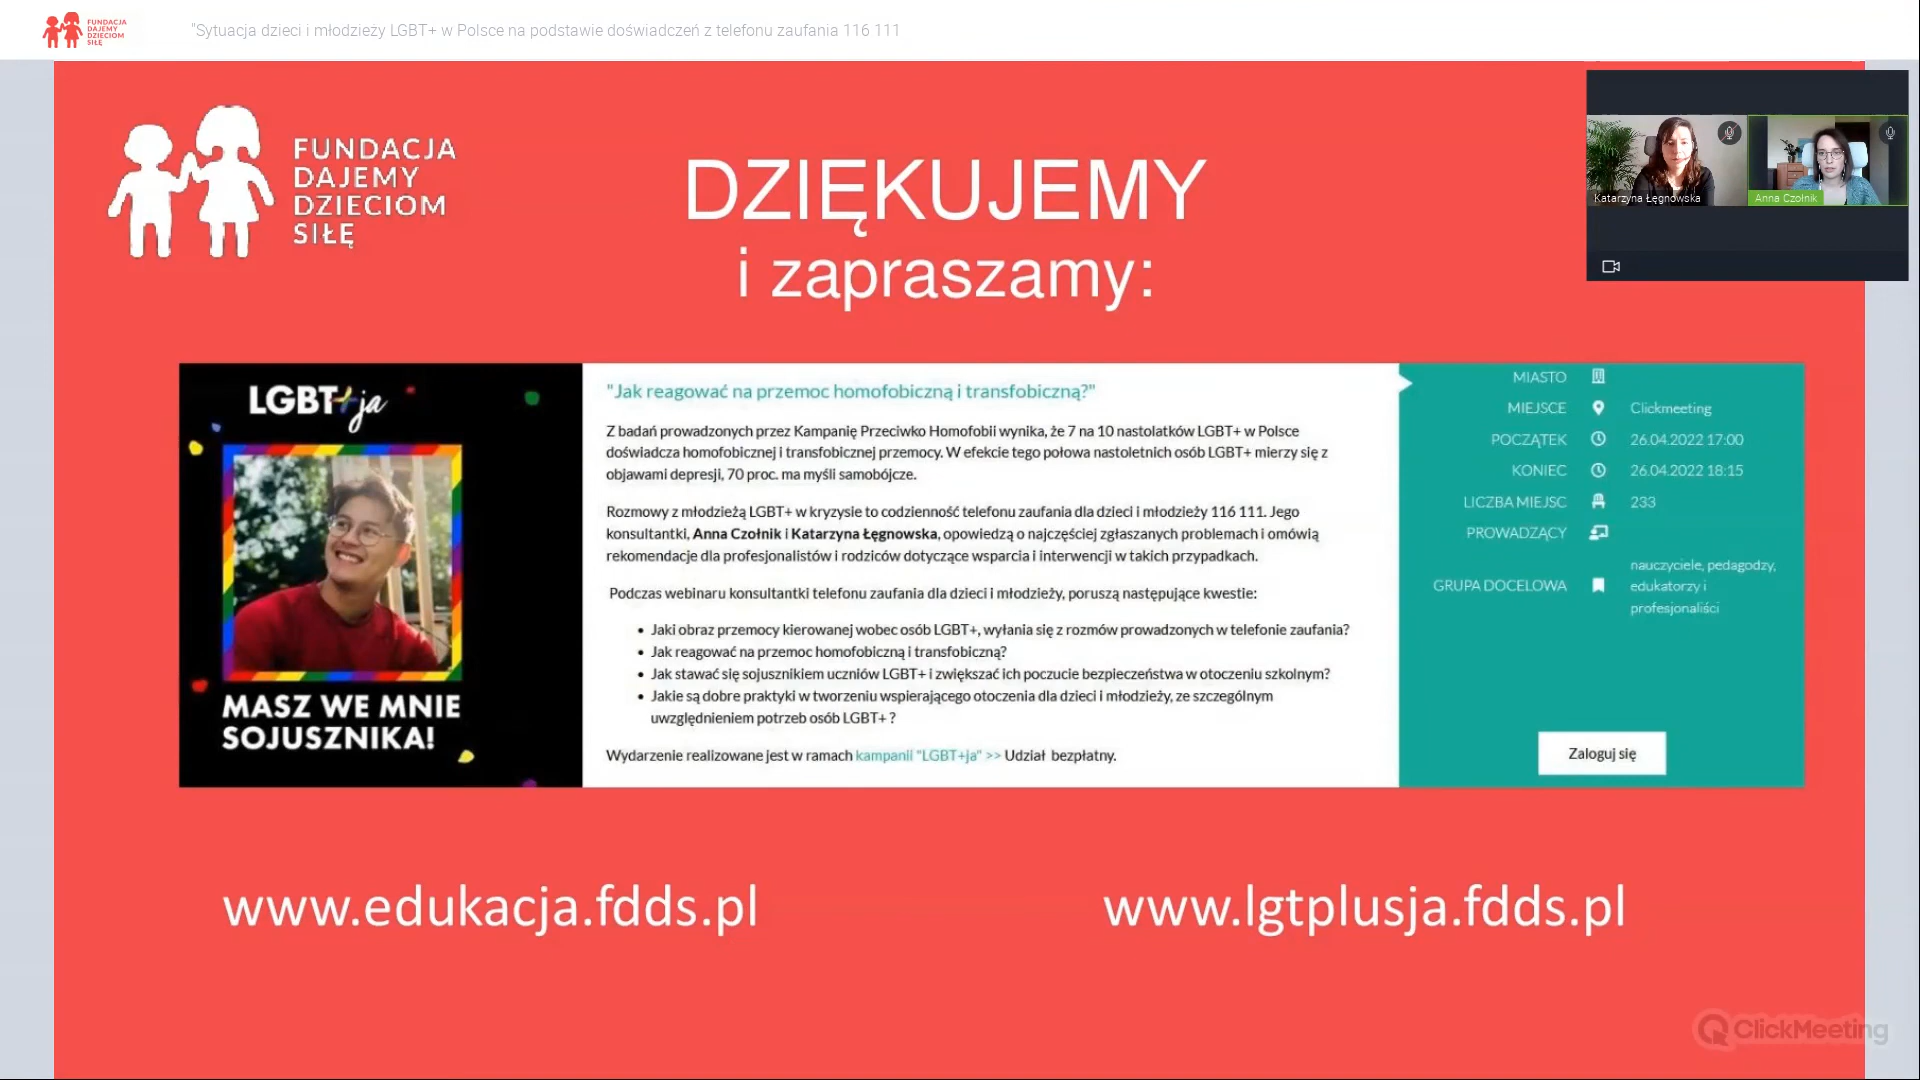 FUNDACJA
DAJEMY
DZIECIOM
SIŁĘ
"Sytuacja dzieci i młodzieży LGBT+ w Polsce na podstawie doświadczeń z telefonu zaufania 116 111
FUNDACJA
DAJEMY
DZIECIOM
SIŁĘ
DZIĘKUJEMY
i zapraszamy:
Katarzyna Łęgnowska
Anna Czołnik
LGBT+ja
MASZ WE MNIE
SOJUSZNIKA!
"Jak reagować na przemoc homofobiczną i transfobiczną?"
Z badań prowadzonych przez Kampanię Przeciwko Homofobii wynika, że 7 na 10 nastolatków LGBT+ w Polsce
doświadcza homofobicznej i transfobicznej przemocy. W efekcie tego połowa nastoletnich osób LGBT+ mierzy się z
objawami depresji, 70 proc. ma myśli samobójcze.
Rozmowy z młodzieżą LGBT+ w kryzysie to codzienność telefonu zaufania dla dzieci i młodzieży 116 111. Jego
konsultantki, Anna Czołnik i Katarzyna Łęgnowska, opowiedzą o najczęściej zgłaszanych problemach i omówią
rekomendacje dla profesjonalistów i rodziców dotyczące wsparcia i interwencji w takich przypadkach.
Podczas webinaru konsultantki telefonu zaufania dla dzieci i młodzieży, poruszą następujące kwestie:
• Jaki obraz przemocy kierowanej wobec osób LGBT+, wyłania się z rozmów prowadzonych w telefonie zaufania?
• Jak reagować na przemoc homofobiczną i transfobiczną?
• Jak stawać się sojusznikiem uczniów LGBT+ i zwiększać ich poczucie bezpieczeństwa w otoczeniu szkolnym?
• Jakie są dobre praktyki w tworzeniu wspierającego otoczenia dla dzieci i młodzieży, ze szczególnym
uwzględnieniem potrzeb osób LGBT+ ?
Wydarzenie realizowane jest w ramach kampanii "LGBT+ja" >> Udział bezpłatny.
MIASTO
MIEJSCE Clickmeeting
POCZĄTEK 26.04.2022 17:00
KONIEC 26.04.2022 18:15
LICZBA MIEJSC 233
PROWADZĄCY
GRUPA DOCELOWA nauczyciele, pedagodzy,
edukatorzy i
profesjonaliści
Zaloguj się
www.edukacja.fdds.pl
www.lgtplusja.fdds.pl
ClickMeeting